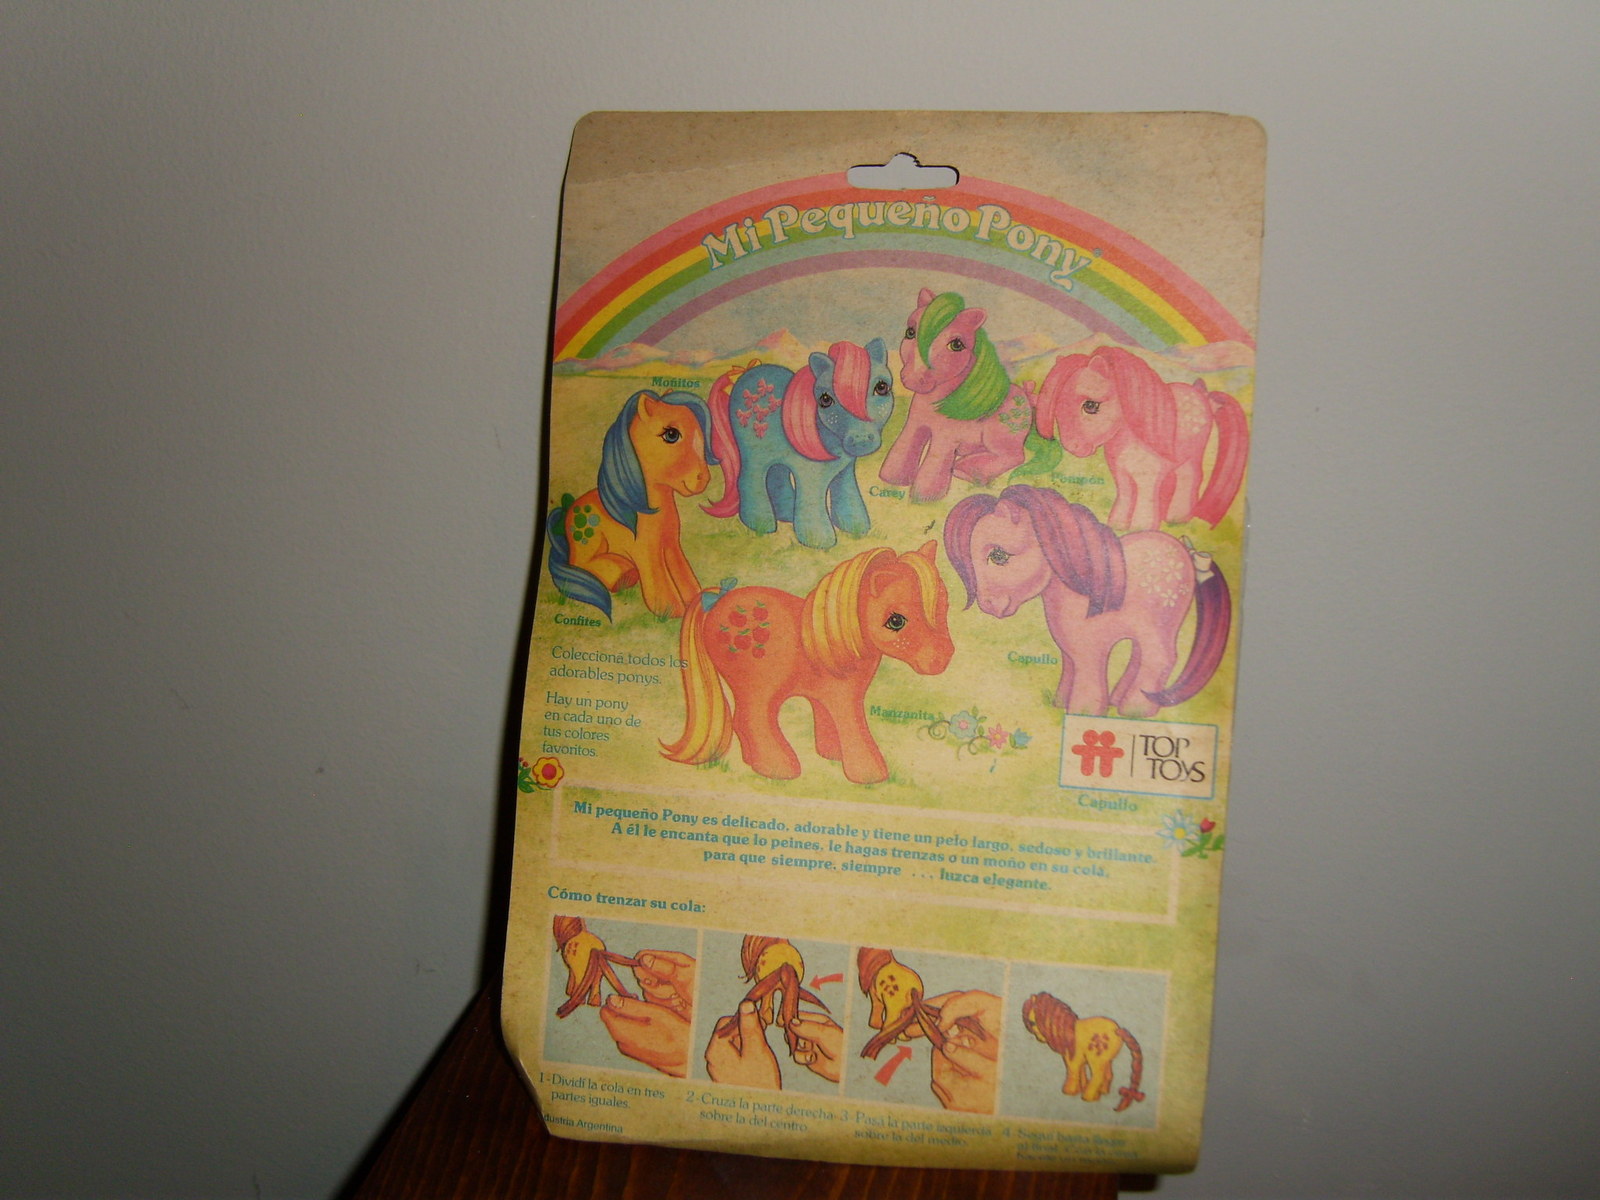 Mi Pequeño Pony
Moñitos
Carey
Confites
Capullo
Manzanita
Coleccioná todos los
adorables ponys.
Hay un pony
en cada uno de
tus colores
favoritos.
TOP
TOYS
Capullo
Mi pequeño Pony es delicado, adorable y tiene un pelo largo, sedoso y brillante.
A él le encanta que lo peines, le hagas trenzas o un moño en su cola,
para que siempre, siempre ... luzca elegante.
Cómo trenzar su cola:
1-Dividí la cola en tres
partes iguales.
2-Cruzá la parte derecha
sobre la del centro.
3 Pasá la parte izquierda
sobre la del medio.
4
dustria Argentina